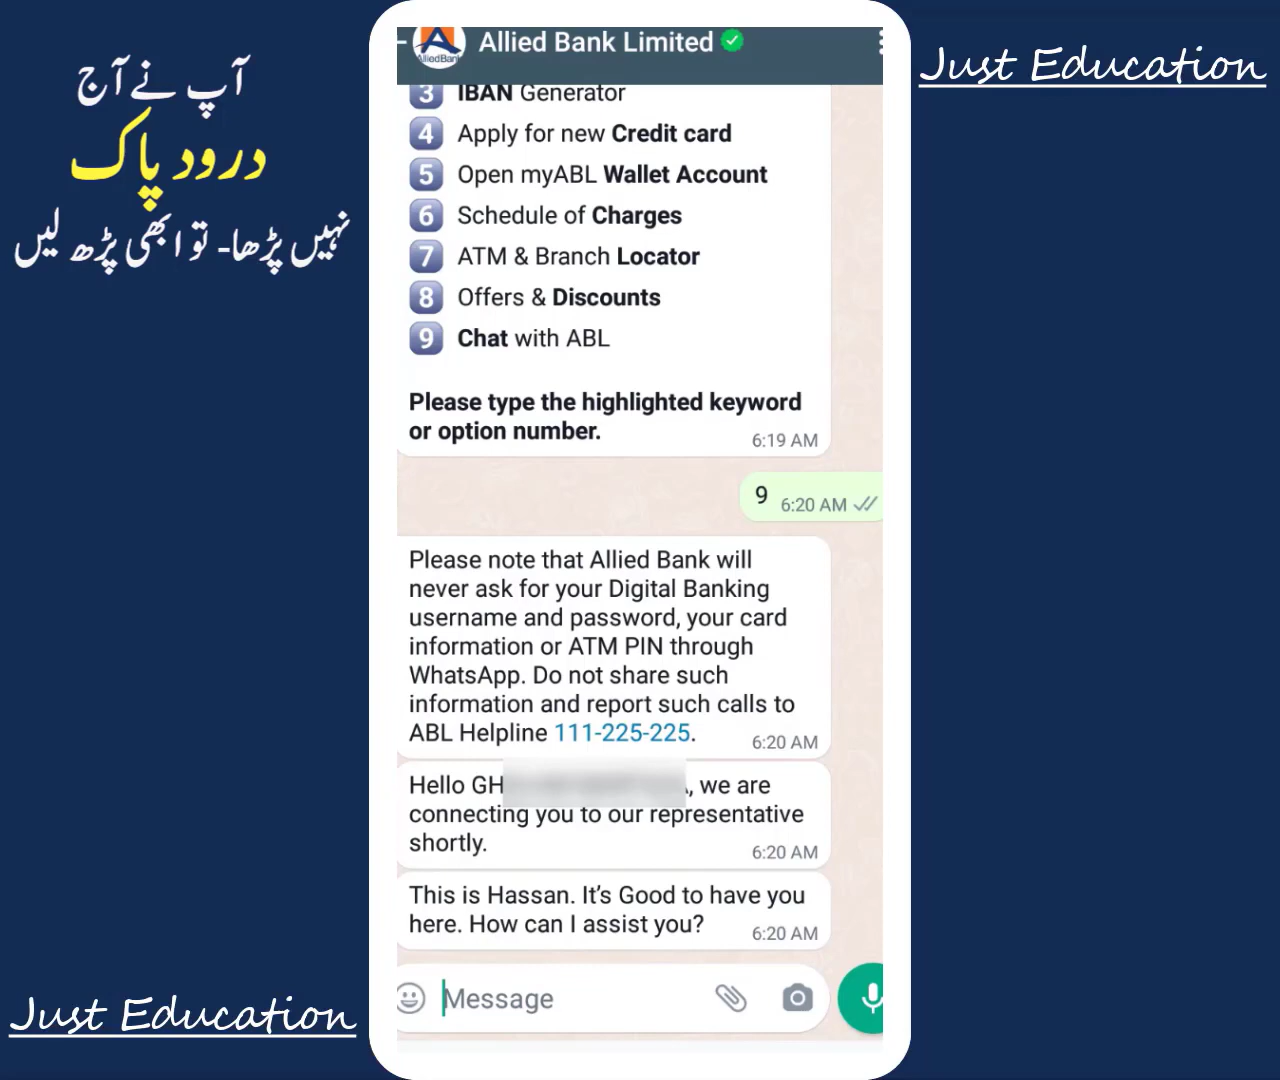 آپ نے آج
درود پاک
نہیں پڑھا۔ تو ابھی پڑھ لیں
Just Education
AlliedBank
Allied Bank Limited
3 IBAN Generator
4 Apply for new Credit card
5 Open myABL Wallet Account
6 Schedule of Charges
7 ATM & Branch Locator
8 Offers & Discounts
9 Chat with ABL
Please type the highlighted keyword
or option number.
6:19 AM
9 6:20 AM
Please note that Allied Bank will
never ask for your Digital Banking
username and password, your card
information or ATM PIN through
WhatsApp. Do not share such
information and report such calls to
ABL Helpline 111-225-225.
6:20 AM
Hello GH , we are
connecting you to our representative
shortly.
6:20 AM
This is Hassan. It's Good to have you
here. How can I assist you?
6:20 AM
Message
Just Education